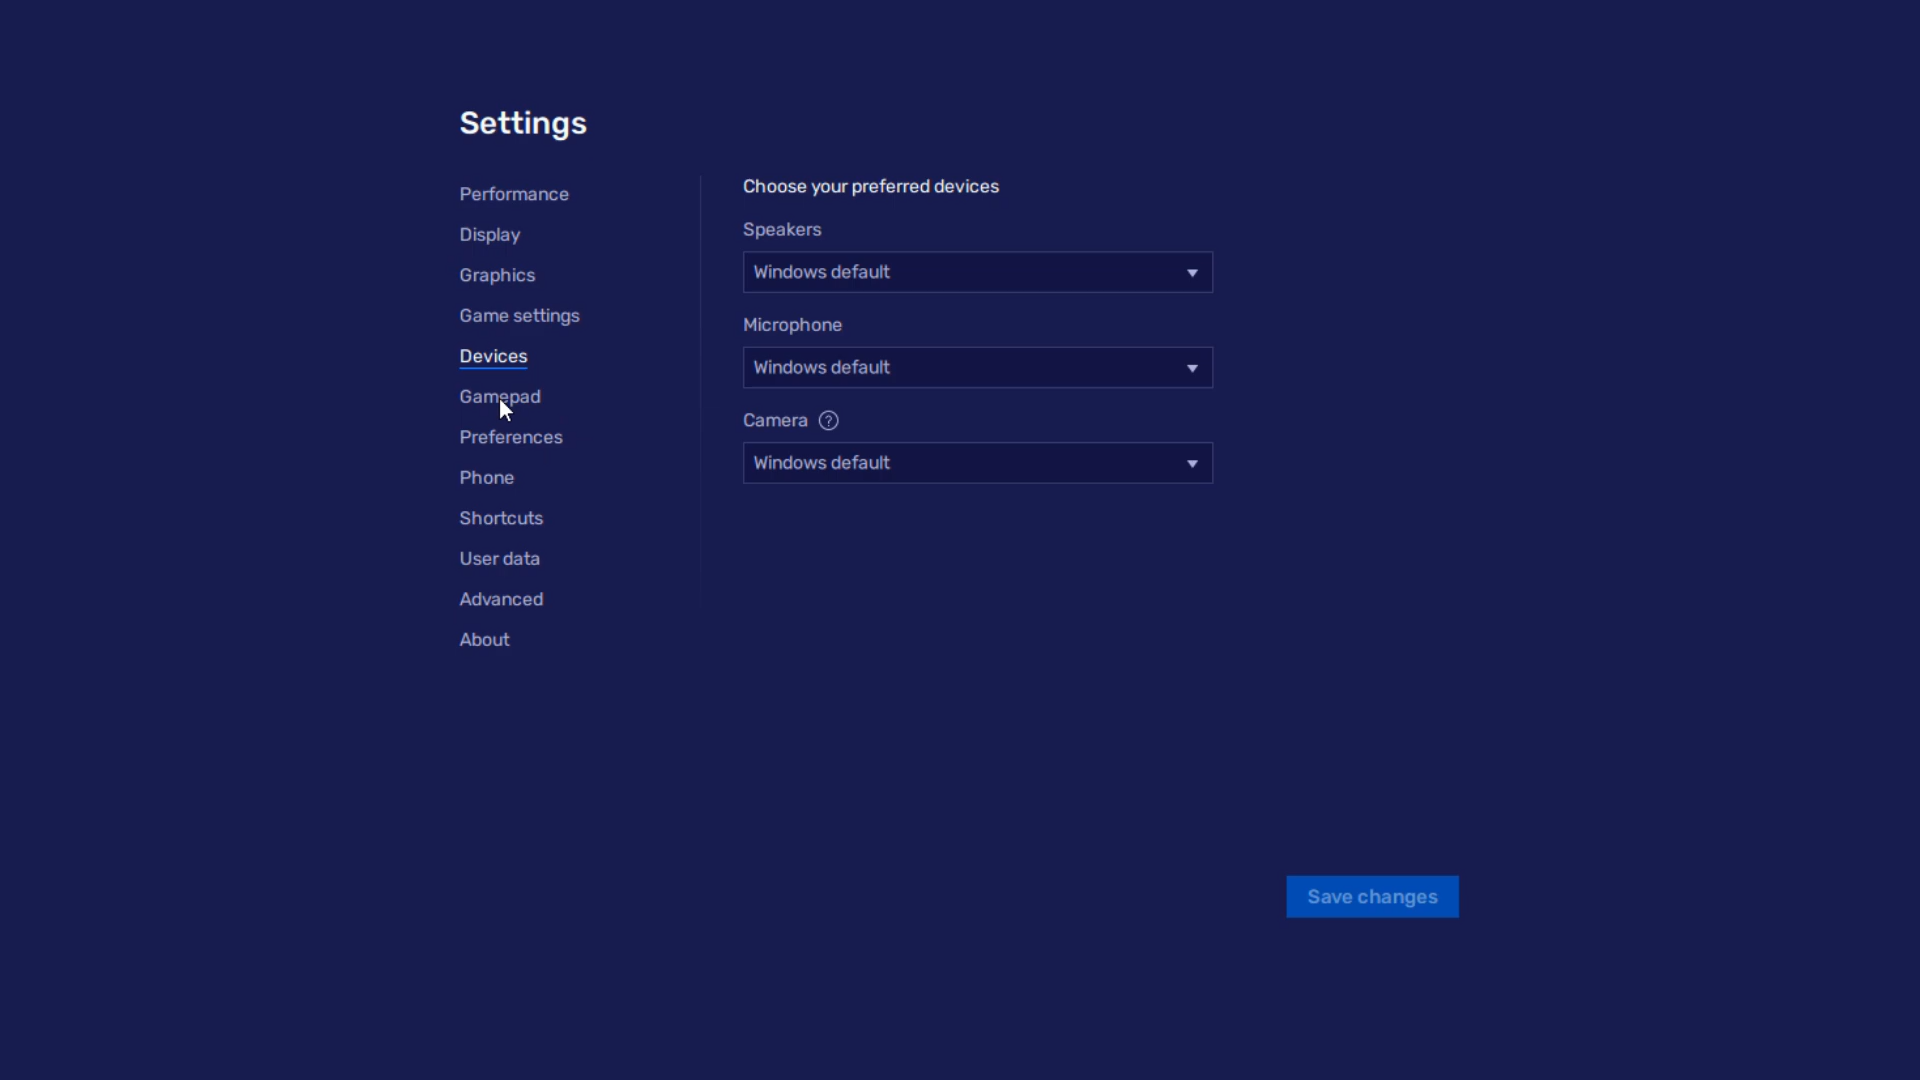 Settings
Performance
Display
Graphics
Game settings
Devices
Gamepad
Preferences
Phone
Shortcuts
User data
Advanced
About
Choose your preferred devices
Speakers
Windows default
Microphone
Windows default
Camera ?
Windows default
Save changes